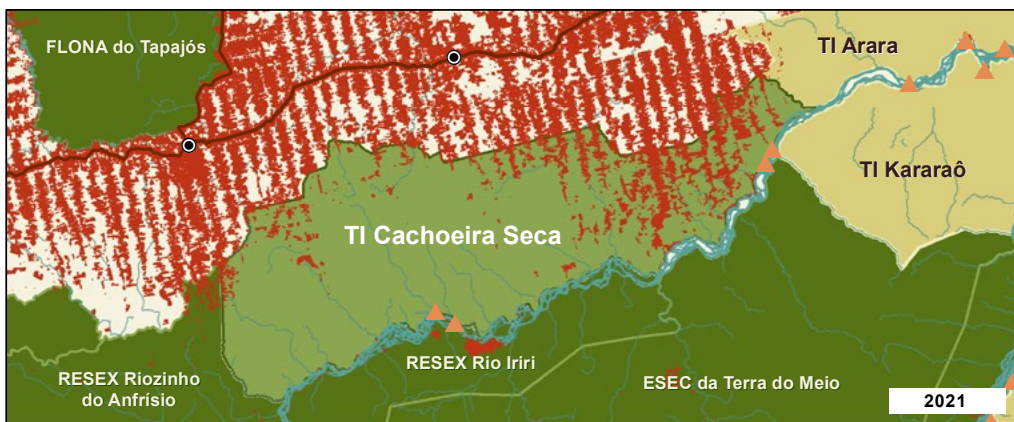 FLONA do Tapajós
TI Arara
TI Kararaô
TI Cachoeira Seca
RESEX Rio Iriri
RESEX Riozinho
do Anfrísio
ESEC da Terra do Meio
2021